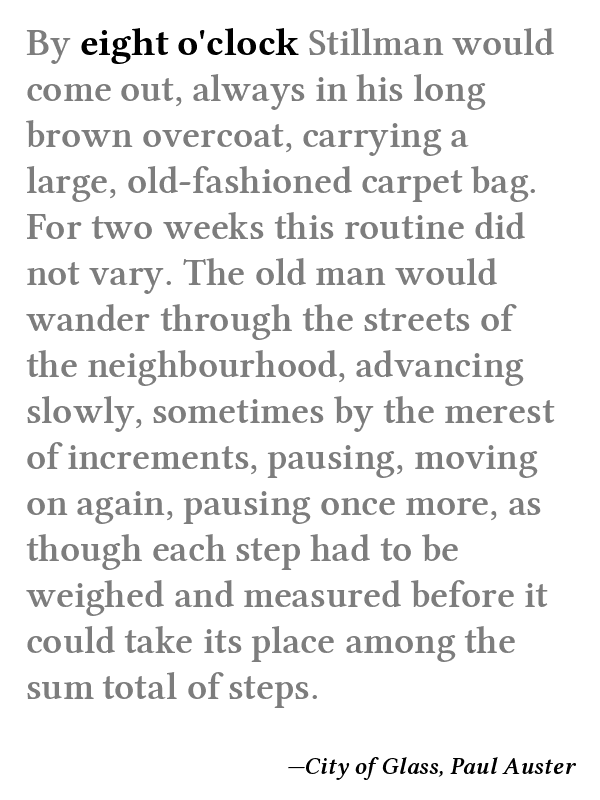 By eight o'clock Stillman would
come out, always in his long
brown overcoat, carrying a
large, old-fashioned carpet bag.
For two weeks this routine did
not vary. The old man would
wander through the streets of
the neighbourhood, advancing
slowly, sometimes by the merest
of increments, pausing, moving
on again, pausing once more, as
though each step had to be
weighed and measured before it
could take its place among the
sum total of steps.
—City of Glass, Paul Auster